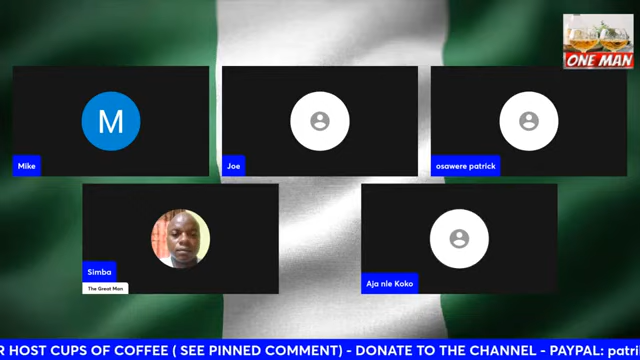 ONE MAN
M
Mike
Joe
osawere patrick
Simba
The Great Man
Aja nle Koko
R HOST CUPS OF COFFEE ( SEE PINNED COMMENT) - DONATE TO THE CHANNEL - PAYPAL: patri